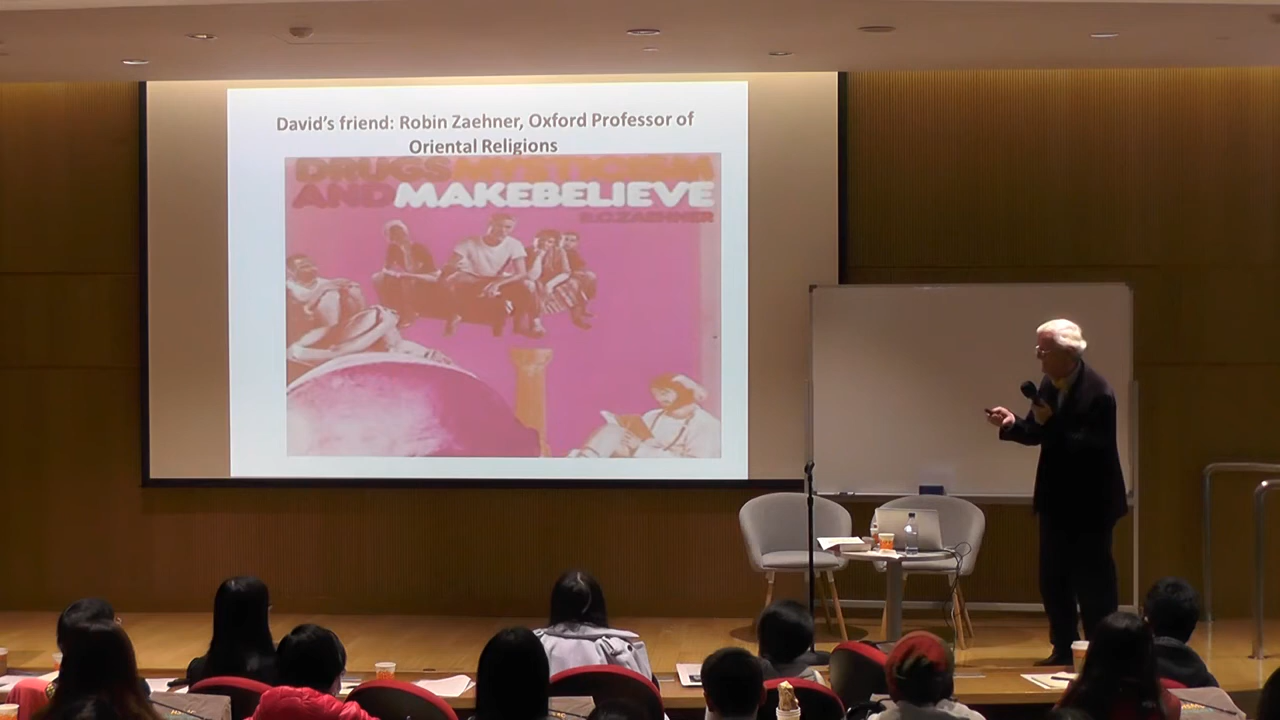 David's friend: Robin Zaehner, Oxford Professor of
Oriental Religions
DRUGS MYSTICISM
AND MAKEBELIEVE
R.C. ZAEHNER